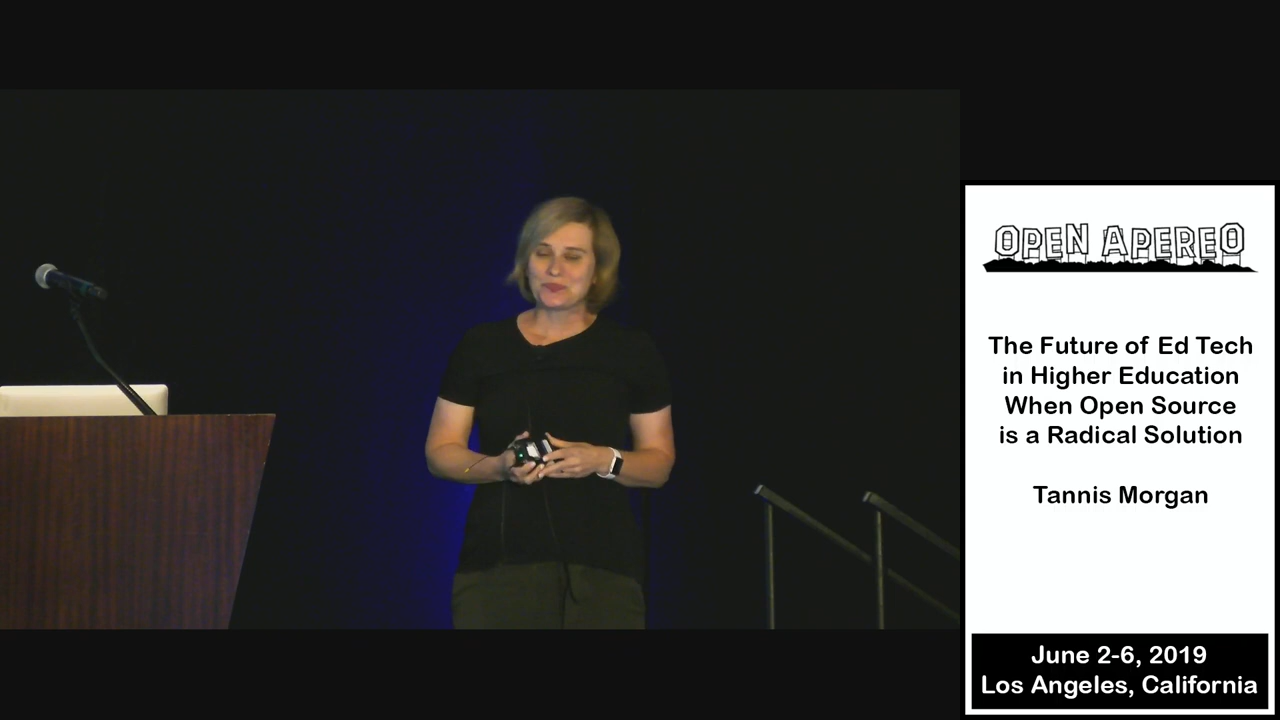 OPEN APEREO
The Future of Ed Tech
in Higher Education
When Open Source
is a Radical Solution
Tannis Morgan
June 2-6, 2019
Los Angeles, California